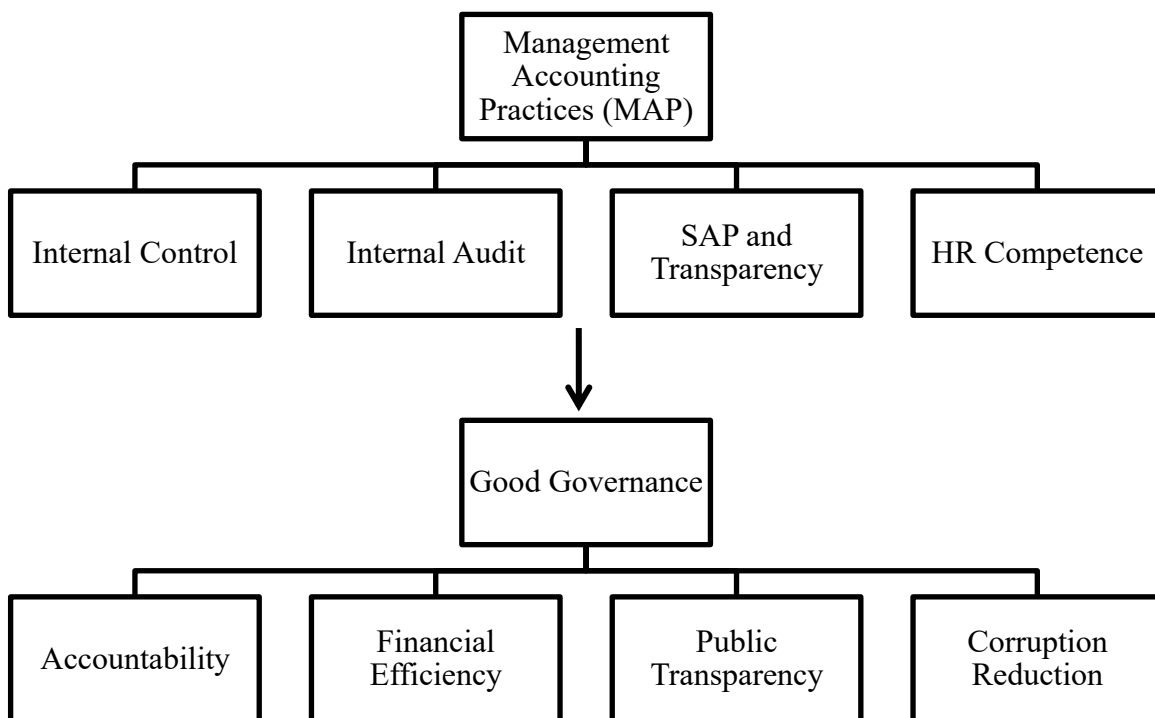 Management
Accounting
Practices (MAP)
Internal Control
Internal Audit
SAP and
Transparency
HR Competence
Good Governance
Accountability
Financial
Efficiency
Public
Transparency
Corruption
Reduction